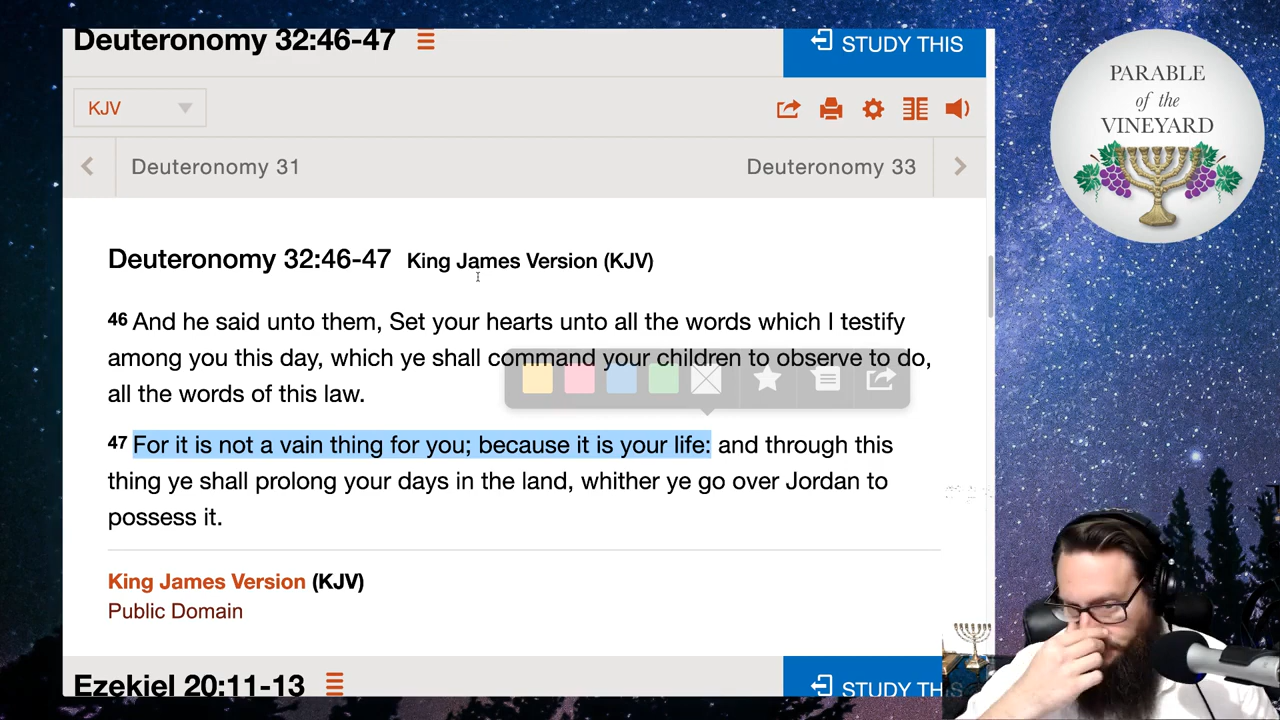 Deuteronomy 32:46-47
STUDY THIS
KJV
Deuteronomy 31
Deuteronomy 33
Deuteronomy 32:46-47 King James Version (KJV)
46 And he said unto them, Set your hearts unto all the words which I testify
among you this day, which ye shall command your children to observe to do,
all the words of this law.
47 For it is not a vain thing for you; because it is your life: and through this
thing ye shall prolong your days in the land, whither ye go over Jordan to
possess it.
King James Version (KJV)
Public Domain
Ezekiel 20:11-13
STUDY THIS
PARABLE
of the
VINEYARD